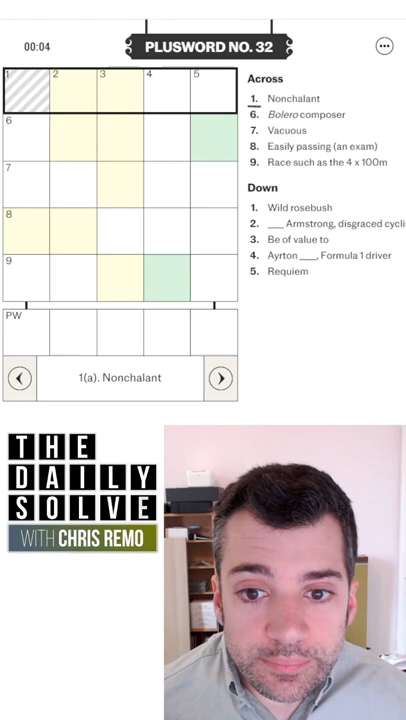 00:04
PLUSWORD NO. 32
1
2
3
4
5
6
7
8
9
PW
1(a). Nonchalant
Across
1. Nonchalant
6. Bolero composer
7. Vacuous
8. Easily passing (an exam)
9. Race such as the 4 x 100m
Down
1. Wild rosebush
2. ___ Armstrong, disgraced cycli
3. Be of value to
4. Ayrton ___, Formula 1 driver
5. Requiem
THE
DAILY
SOLVE
WITH CHRIS REMO